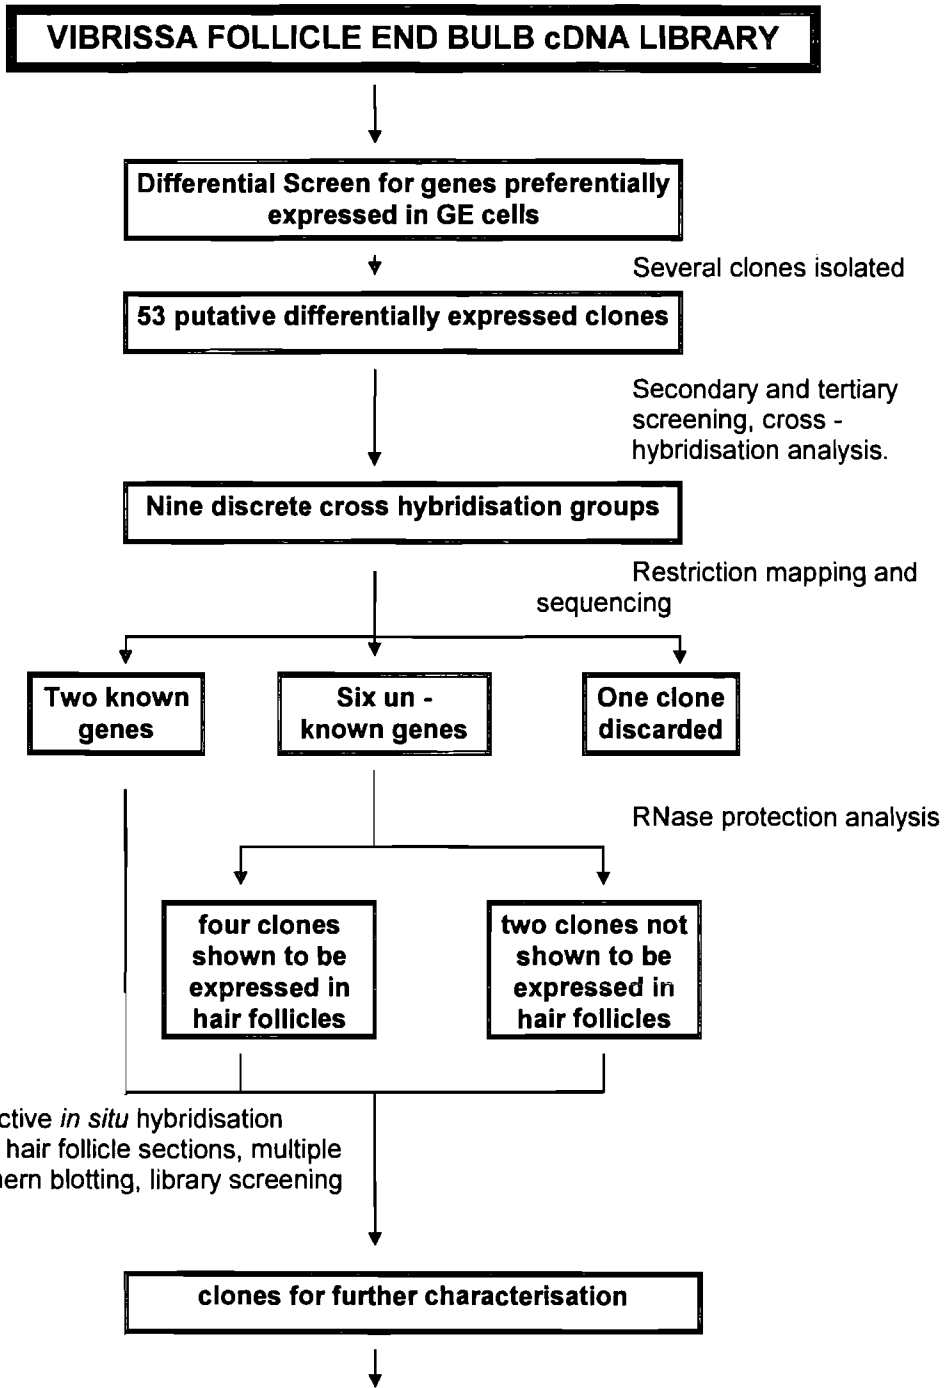 VIBRISSA FOLLICLE END BULB cDNA LIBRARY
Differential Screen for genes preferentially
expressed in GE cells
Several clones isolated
53 putative differentially expressed clones
Secondary and tertiary
screening, cross -
hybridisation analysis.
Nine discrete cross hybridisation groups
Restriction mapping and
sequencing
Two known
genes
Six un -
known genes
One clone
discarded
RNase protection analysis
four clones
shown to be
expressed in
hair follicles
two clones not
shown to be
expressed in
hair follicles
ctive in situ hybridisation
hair follicle sections, multiple
ern blotting, library screening
clones for further characterisation